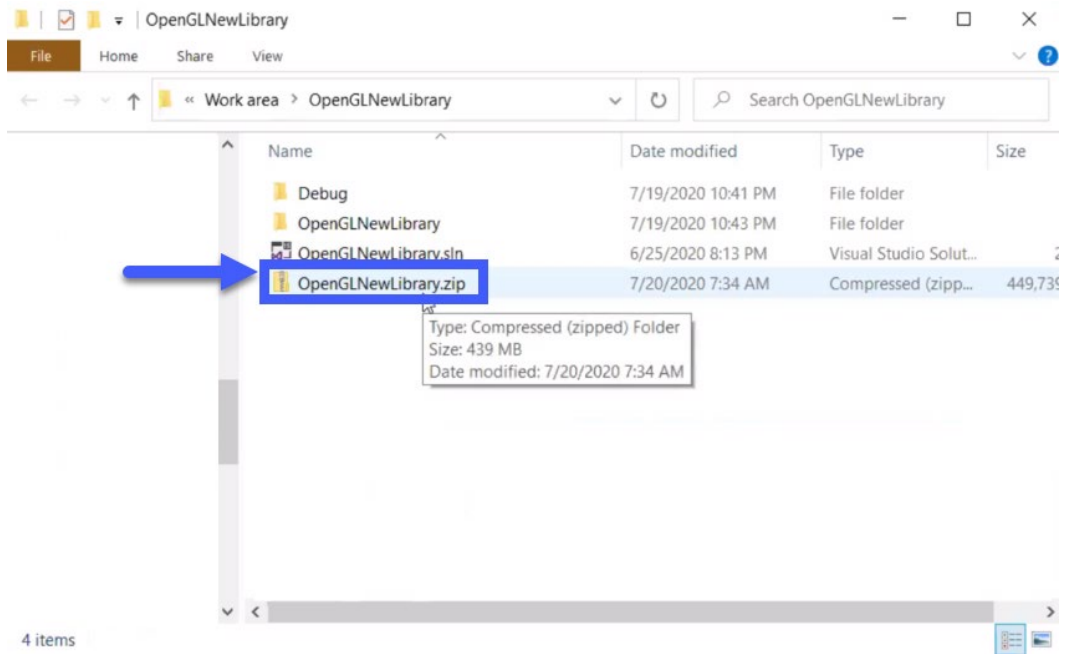 OpenGLNewLibrary
File Home Share View
« Work area > OpenGLNewLibrary Search OpenGLNewLibrary
Name Date modified Type Size
Debug 7/19/2020 10:41 PM File folder
OpenGLNewLibrary 7/19/2020 10:43 PM File folder
OpenGLNewLibrary.sln 6/25/2020 8:13 PM Visual Studio Solut...
OpenGLNewLibrary.zip 7/20/2020 7:34 AM Compressed (zipp... 449,739
Type: Compressed (zipped) Folder
Size: 439 MB
Date modified: 7/20/2020 7:34 AM
4 items